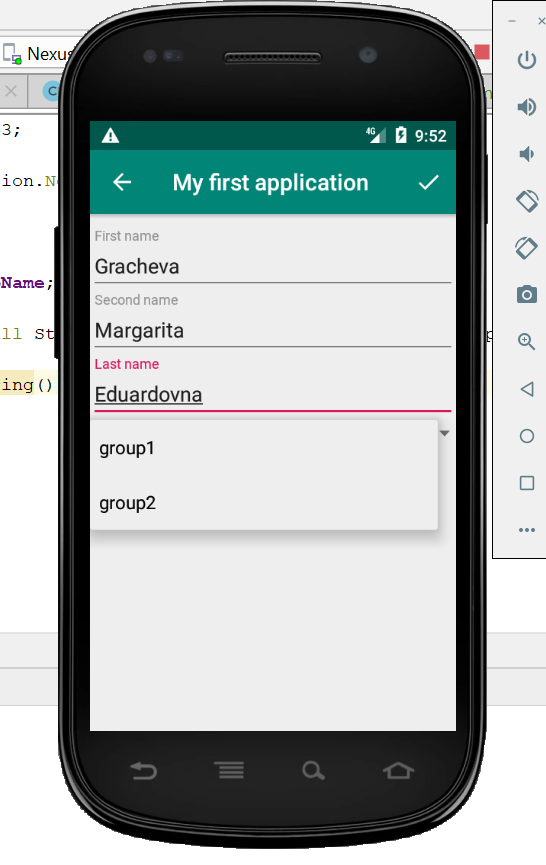 Nexus
C
3;
4G 9:52
ion.N
My first application
First name
Gracheva
Second name
Name;
Margarita
ll St
Last name
ring()
Eduardovna
group1
group2